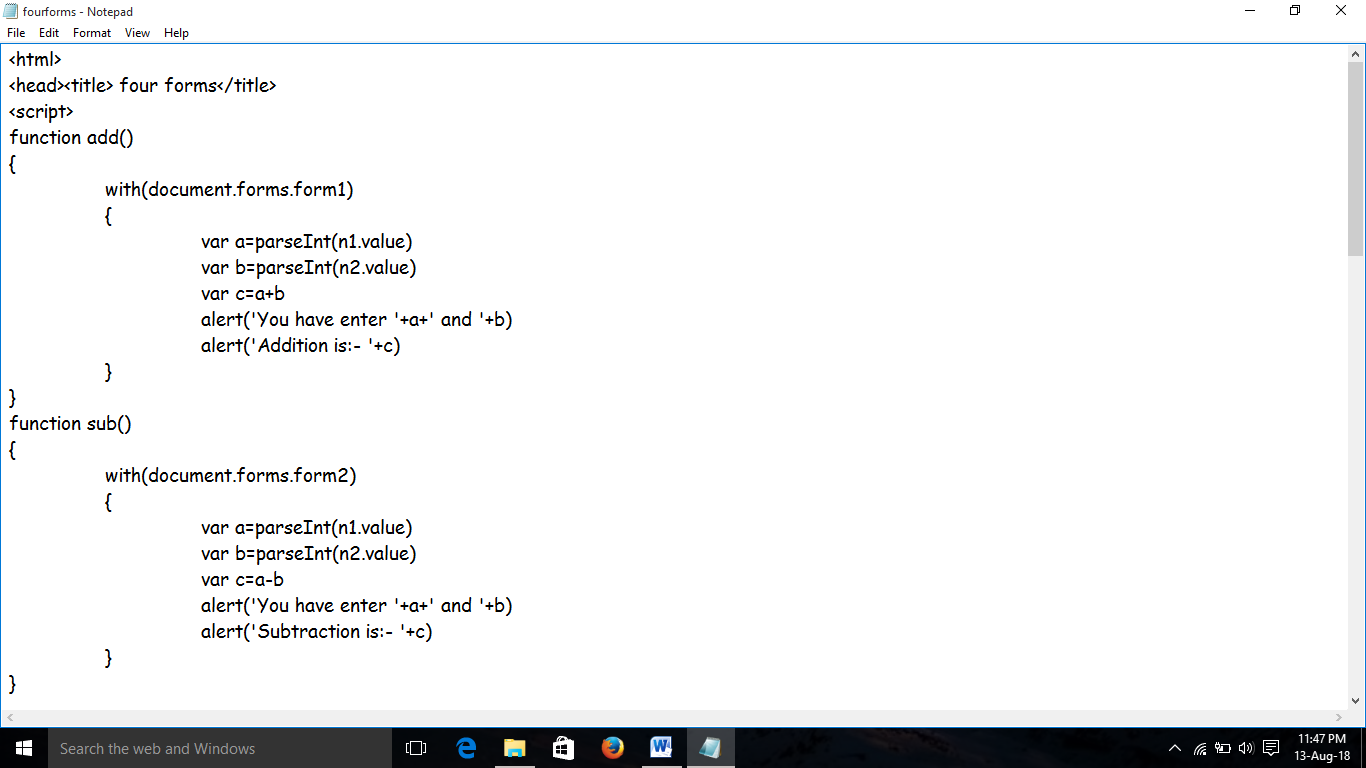 fourforms - Notepad
File Edit Format View Help
<html>
<head><title> four forms</title>
<script>
function add()
{
with(document.forms.form1)
{
var a=parseInt(n1.value)
var b=parseInt(n2.value)
var c=a+b
alert('You have enter '+a+' and '+b)
alert('Addition is:- '+c)
}
}
function sub()
{
with(document.forms.form2)
{
var a=parseInt(n1.value)
var b=parseInt(n2.value)
var c=a-b
alert('You have enter '+a+' and '+b)
alert('Subtraction is:- '+c)
}
}
Search the web and Windows
11:47 PM
13-Aug-18